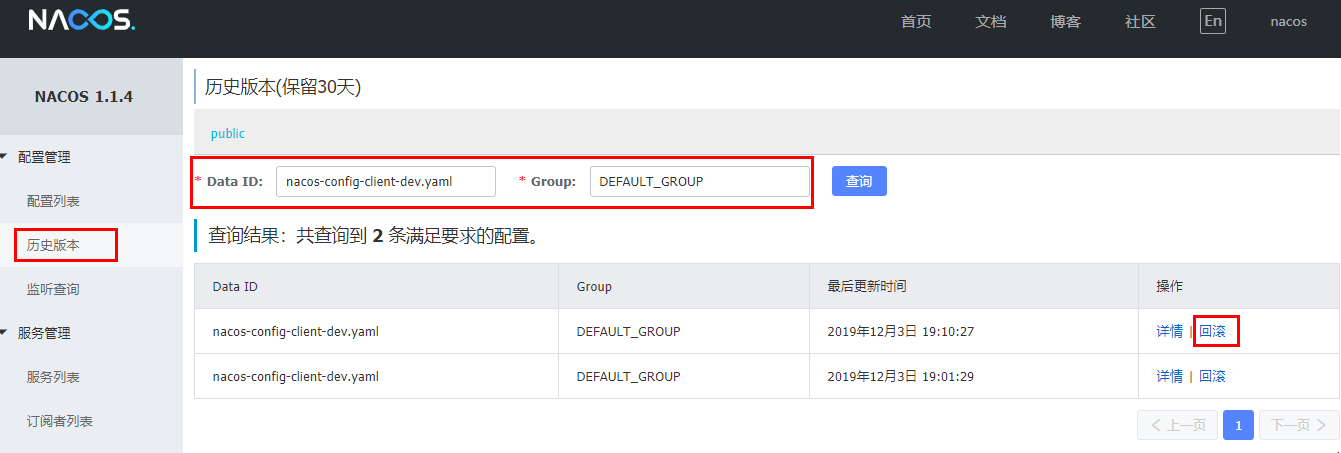 NACOS.
首页 文档 博客 社区 En nacos
NACOS 1.1.4
配置管理
配置列表
历史版本
监听查询
服务管理
服务列表
订阅者列表
历史版本(保留30天)
public
* Data ID: nacos-config-client-dev.yaml * Group: DEFAULT_GROUP 查询
查询结果：共查询到 2 条满足要求的配置。
Data ID Group 最后更新时间 操作
nacos-config-client-dev.yaml DEFAULT_GROUP 2019年12月3日 19:10:27 详情 | 回滚
nacos-config-client-dev.yaml DEFAULT_GROUP 2019年12月3日 19:01:29 详情 | 回滚
上一页 1 下一页